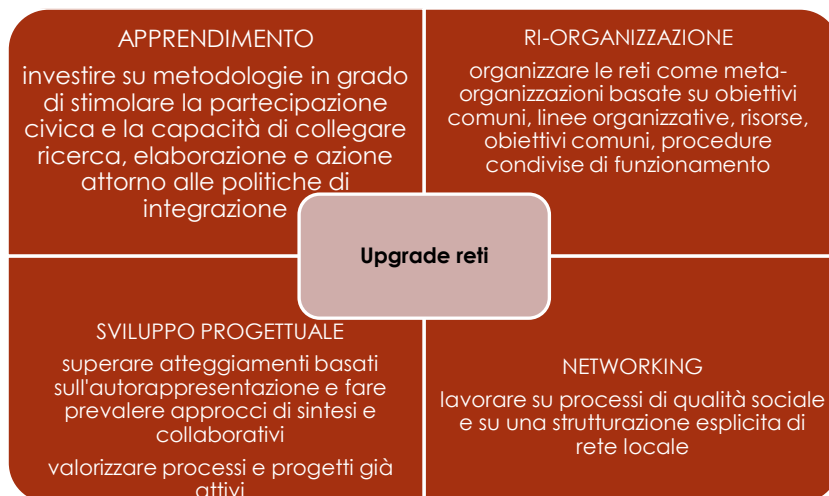 APPRENDIMENTO
investire su metodologie in grado
di stimolare la partecipazione
civica e la capacità di collegare
ricerca, elaborazione e azione
attorno alle politiche di
integrazione
RI-ORGANIZZAZIONE
organizzare le reti come meta-
organizzazioni basate su obiettivi
comuni, linee organizzative, risorse,
obiettivi comuni, procedure
condivise di funzionamento
Upgrade reti
SVILUPPO PROGETTUALE
superare atteggiamenti basati
sull'autorappresentazione e fare
prevalere approcci di sintesi e
collaborativi
valorizzare processi e progetti già
attivi
NETWORKING
lavorare su processi di qualità sociale
e su una strutturazione esplicita di
rete locale